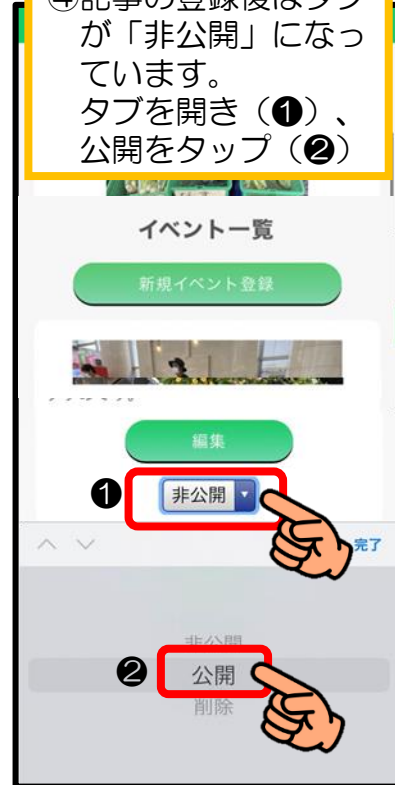 ④記事の登録後はタブ
が「非公開」になっ
ています。
タブを開き（❶）、
公開をタップ（❷）
イベント一覧
新規イベント登録
編集
❶
非公開
完了
非公開
❷
公開
削除